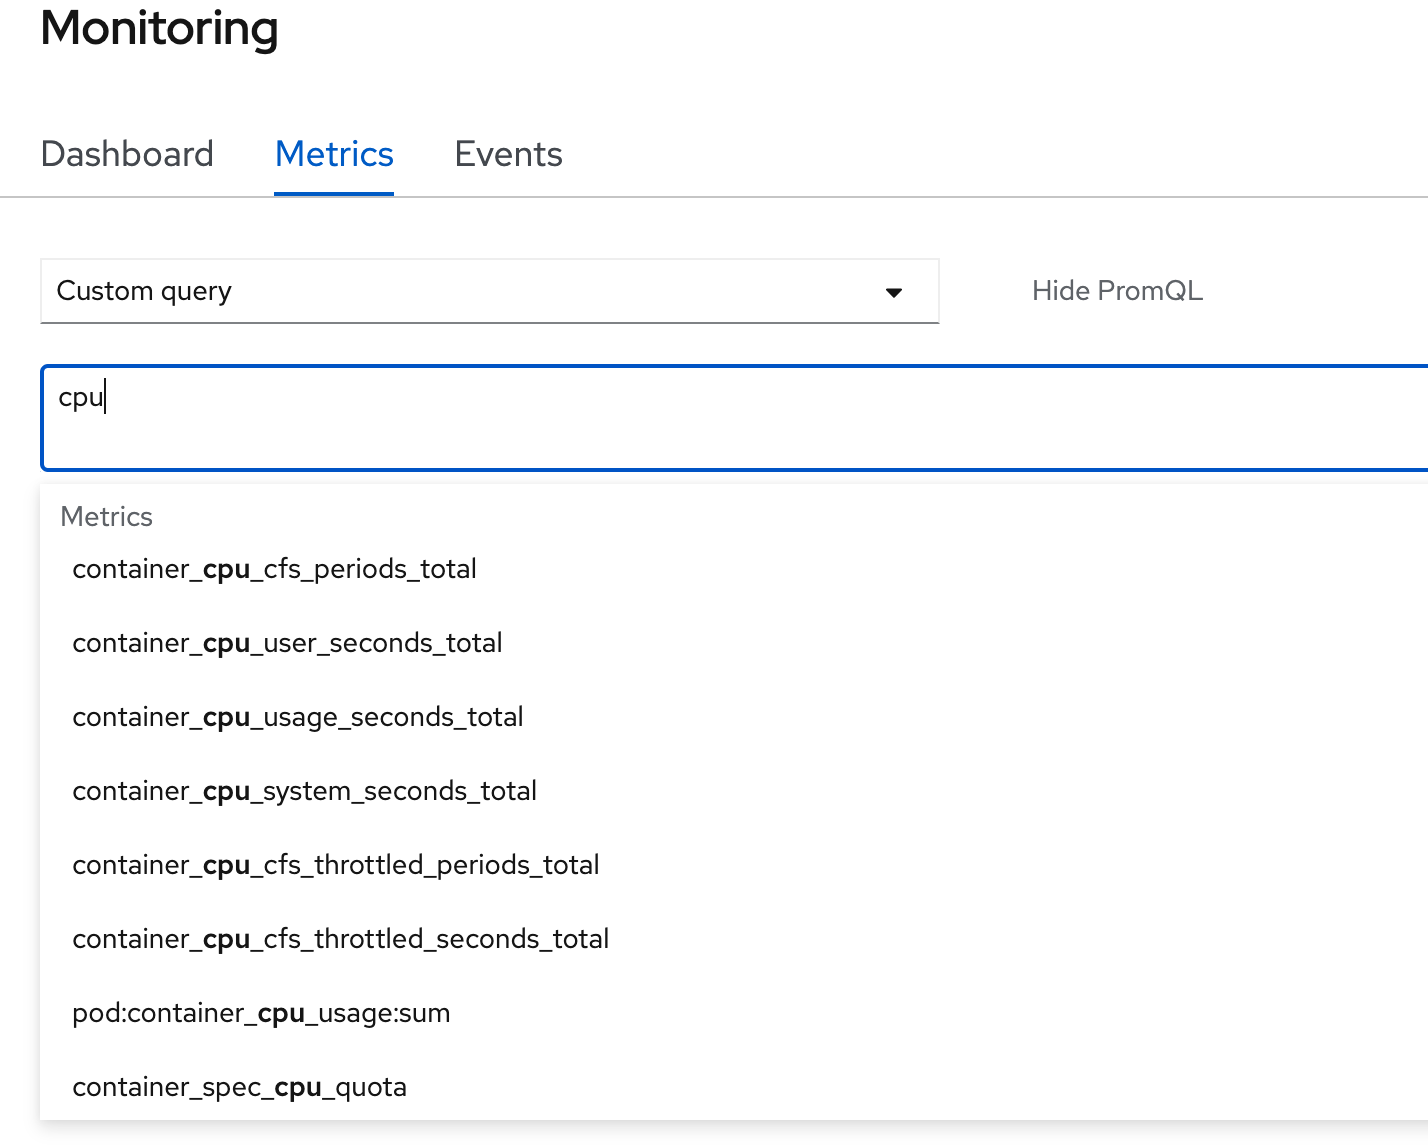 Monitoring
Dashboard Metrics Events
Custom query Hide PromQL
cpu
Metrics
container_cpu_cfs_periods_total
container_cpu_user_seconds_total
container_cpu_usage_seconds_total
container_cpu_system_seconds_total
container_cpu_cfs_throttled_periods_total
container_cpu_cfs_throttled_seconds_total
pod:container_cpu_usage:sum
container_spec_cpu_quota